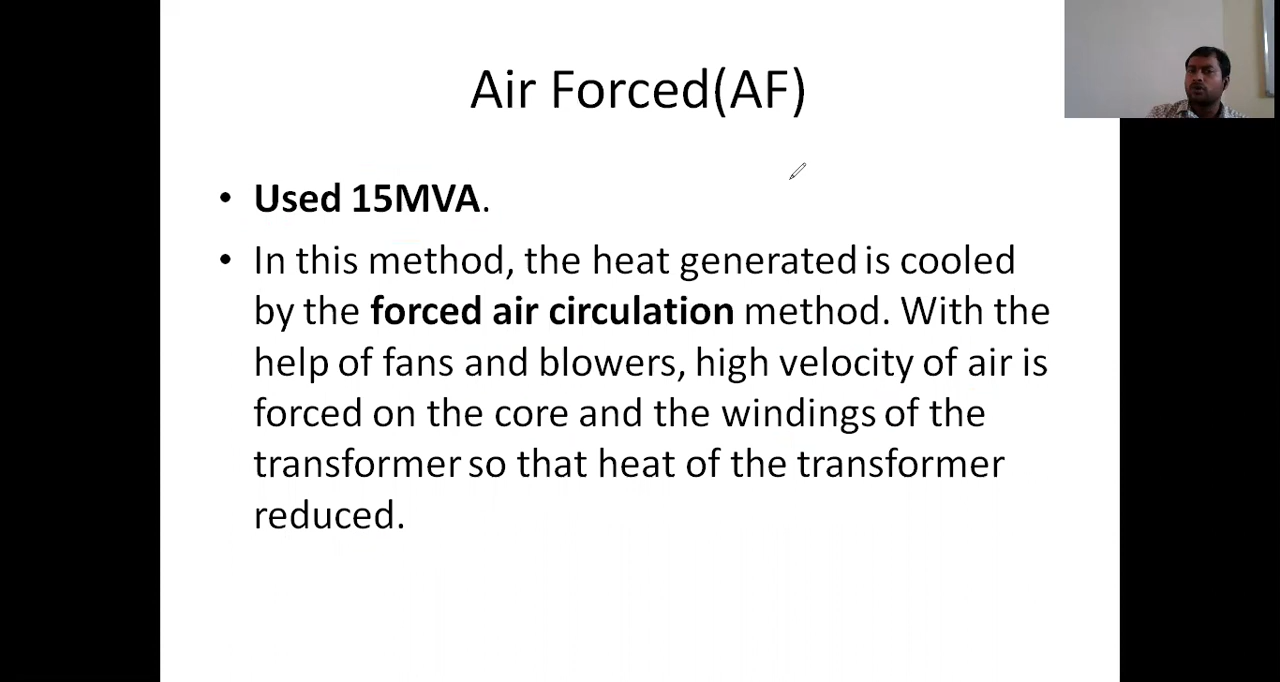 Air Forced(AF)
• Used 15MVA.
• In this method, the heat generated is cooled
by the forced air circulation method. With the
help of fans and blowers, high velocity of air is
forced on the core and the windings of the
transformer so that heat of the transformer
reduced.